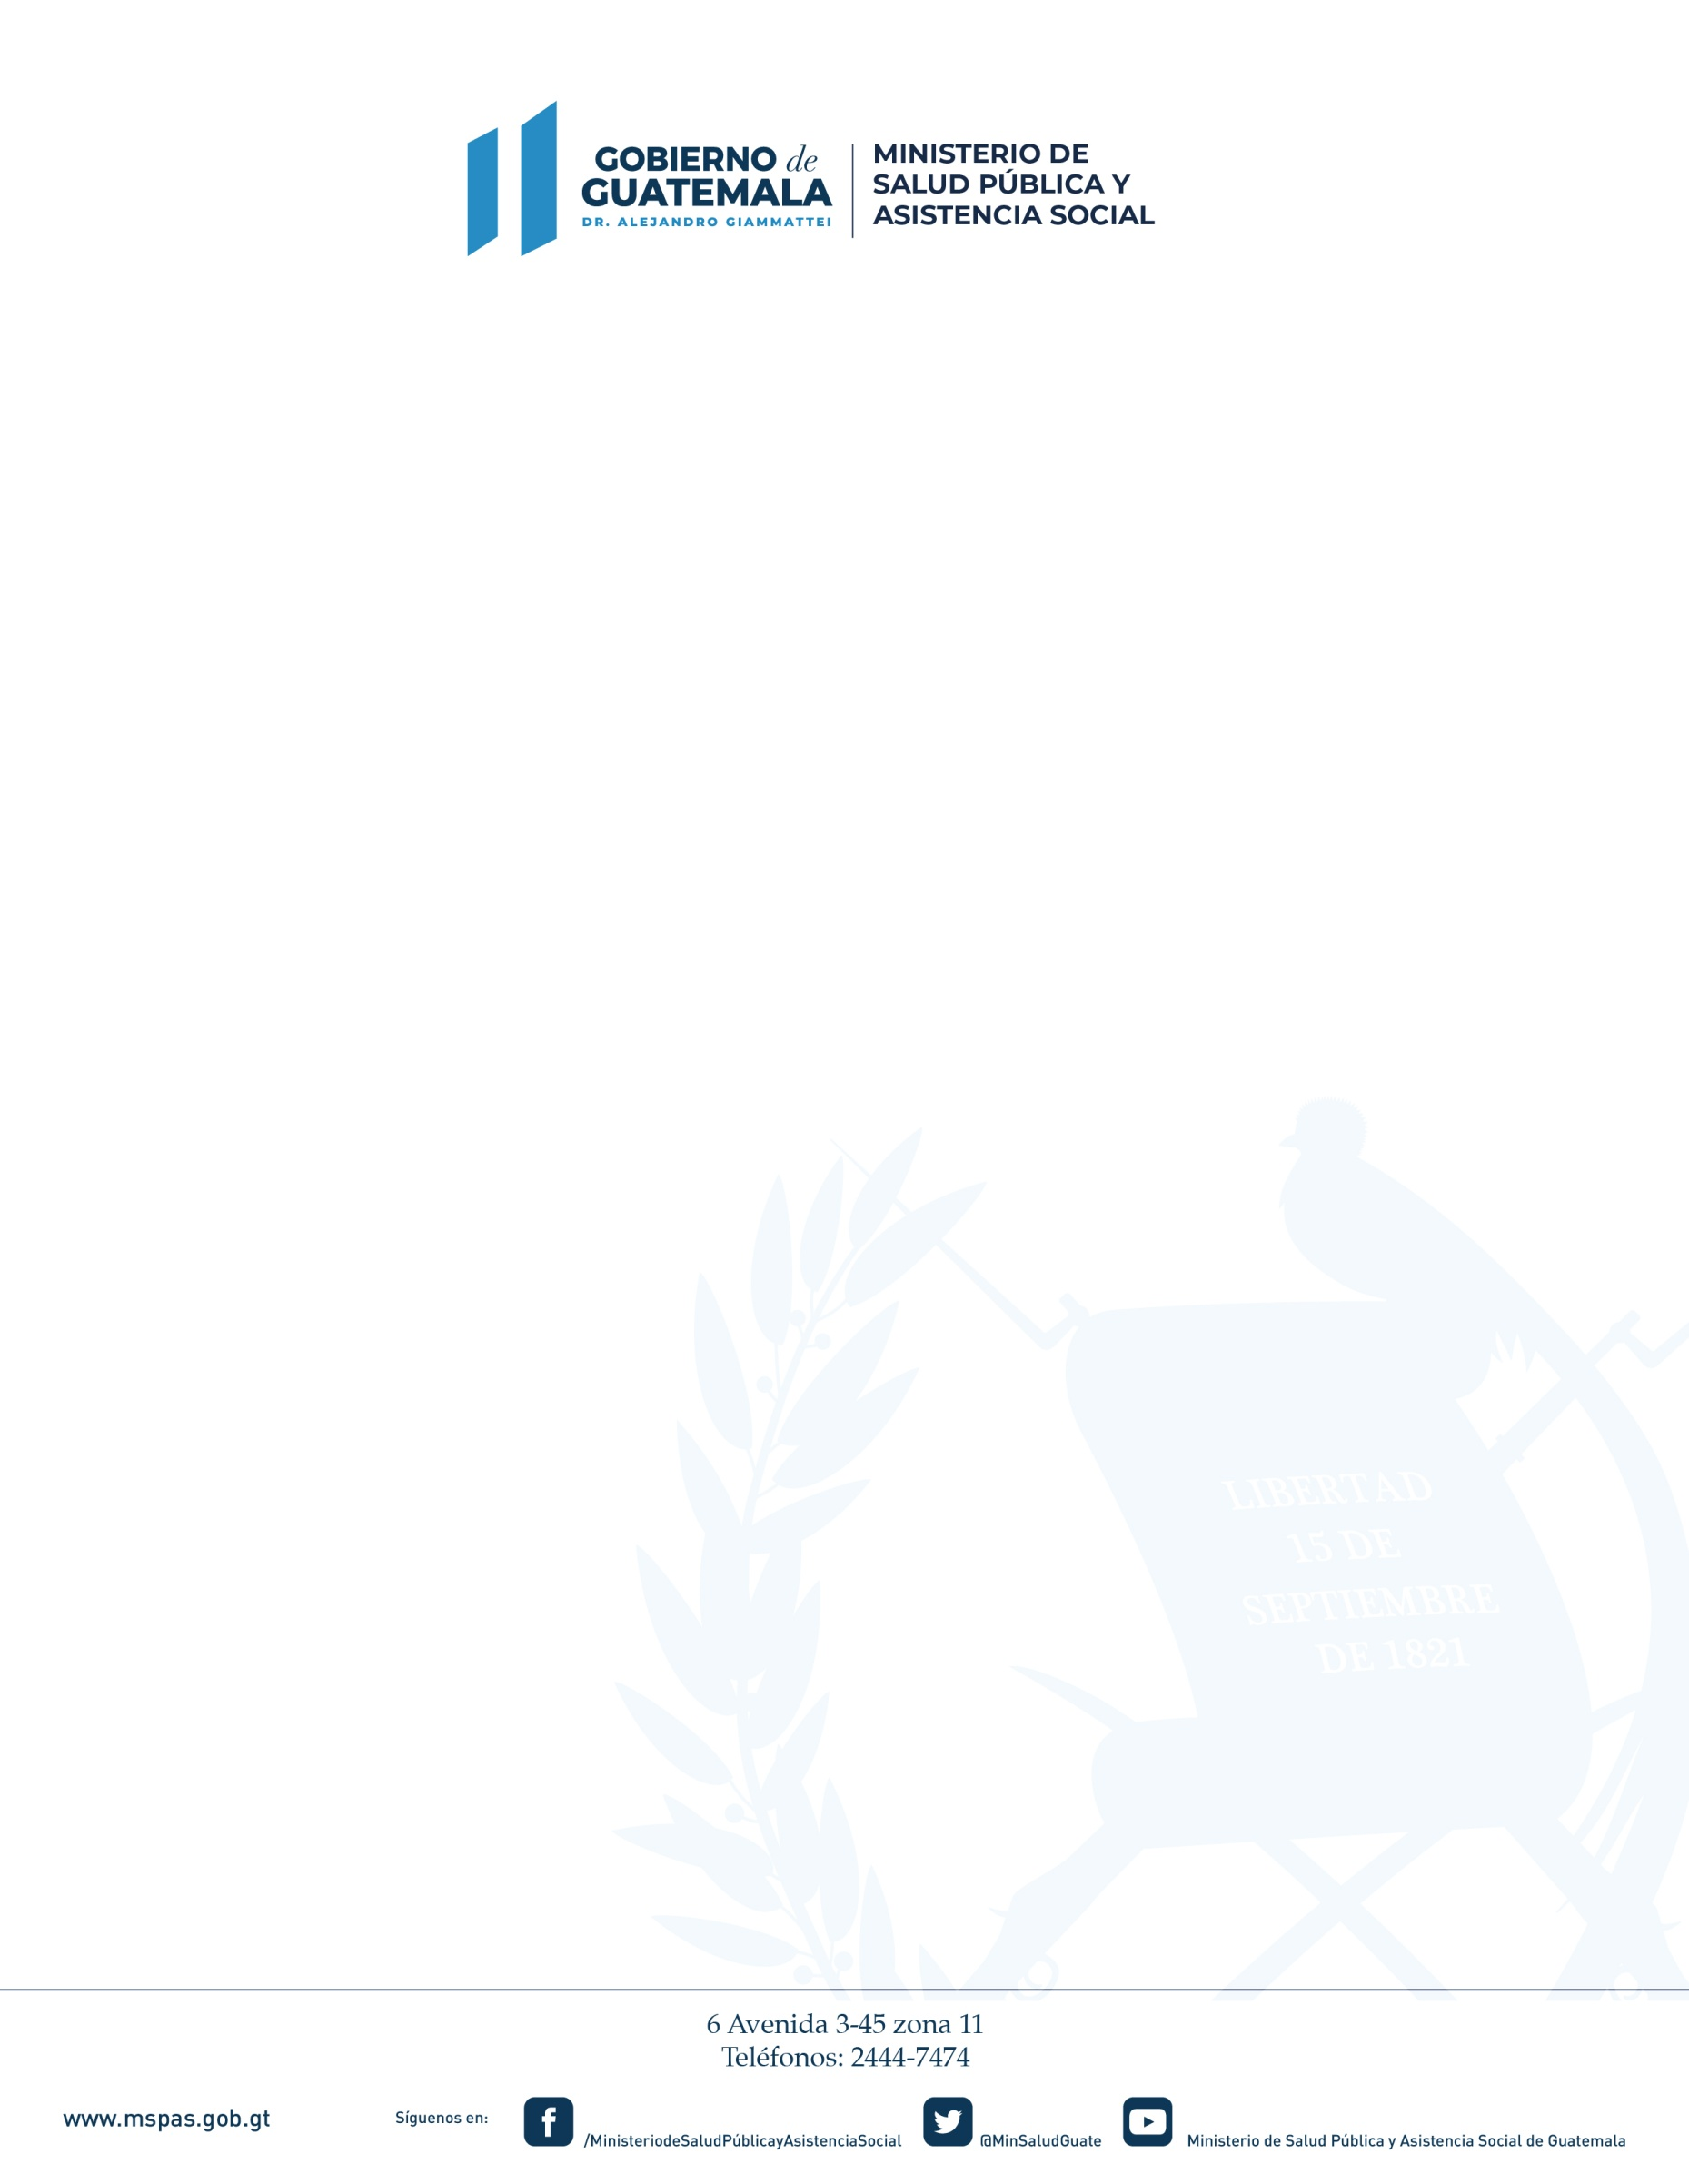 GOBIERNO de
GUATEMALA
DR. ALEJANDRO GIAMMATTEI
MINISTERIO DE
SALUD PÚBLICA Y
ASISTENCIA SOCIAL
LIBERTAD
15 DE
SEPTIEMBRE
DE 1821
6 Avenida 3-45 zona 11
Teléfonos: 2444-7474
www.mspas.gob.gt
Síguenos en:
/MinisteriodeSaludPúblicayAsistenciaSocial
@MinSaludGuate
Ministerio de Salud Pública y Asistencia Social de Guatemala